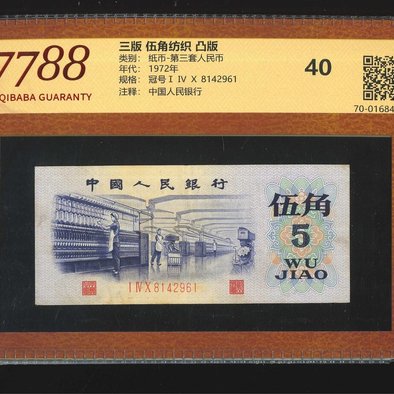 7788
QIBABA GUARANTY
三版 伍角纺织 凸版
类别： 纸币-第三套人民币
年代： 1972年
规格： 冠号 I IV X 8142961
注释： 中国人民银行
40
70-01684
中國人民銀行
伍角
5
WU
JIAO
I IV X 8142961